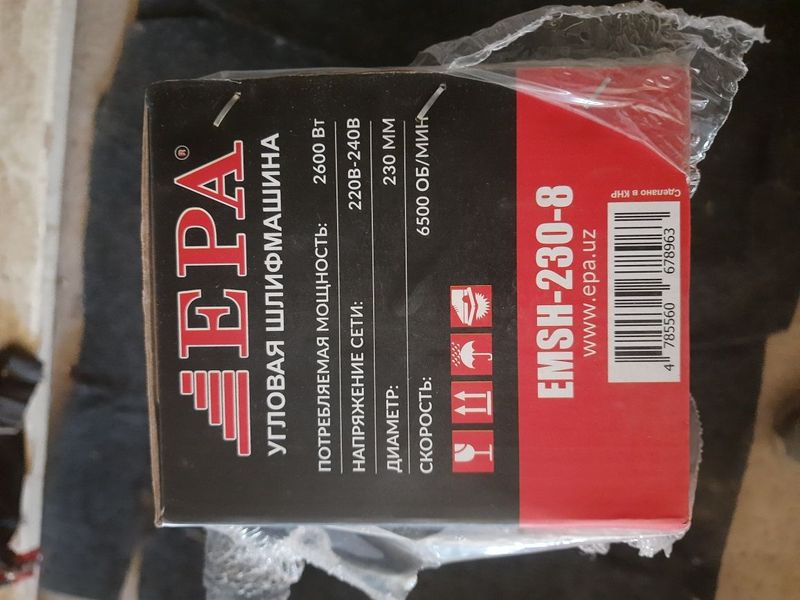 EPA®
УГЛОВАЯ ШЛИФМАШИНА
ПОТРЕБЛЯЕМАЯ МОЩНОСТЬ: 2600 Вт
НАПРЯЖЕНИЕ СЕТИ: 220В-240В
ДИАМЕТР: 230 ММ
СКОРОСТЬ: 6500 ОБ/МИН
EMSH-230-8
www.epa.uz
Сделано в КНР
4 785560 678963